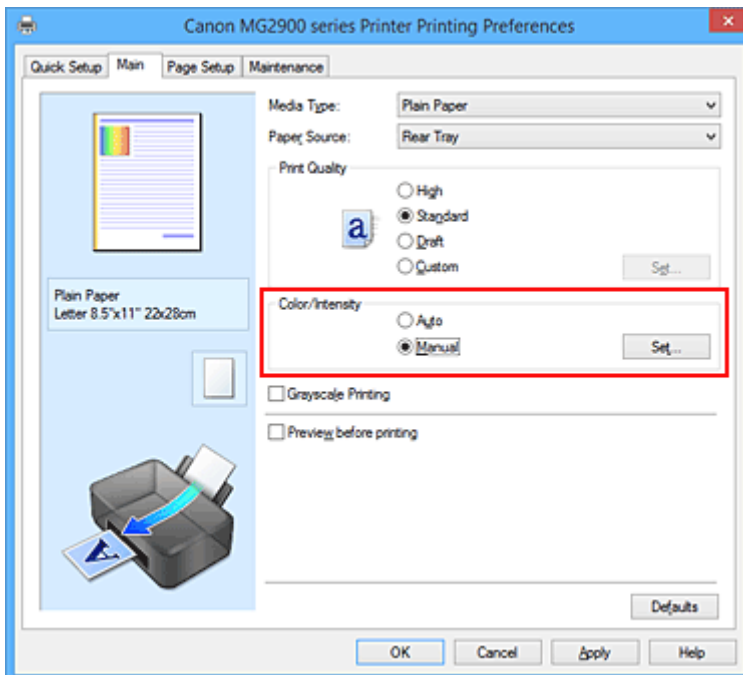 Canon MG2900 series Printer Printing Preferences
Quick Setup Main Page Setup Maintenance
Media Type: Plain Paper
Paper Source: Rear Tray
Print Quality
High
Standard
Draft
Custom Set...
Plain Paper
Letter 8.5"x11" 22x28cm
Color/Intensity
Auto
Manual Set...
Grayscale Printing
Preview before printing
Defaults
OK Cancel Apply Help
a
A